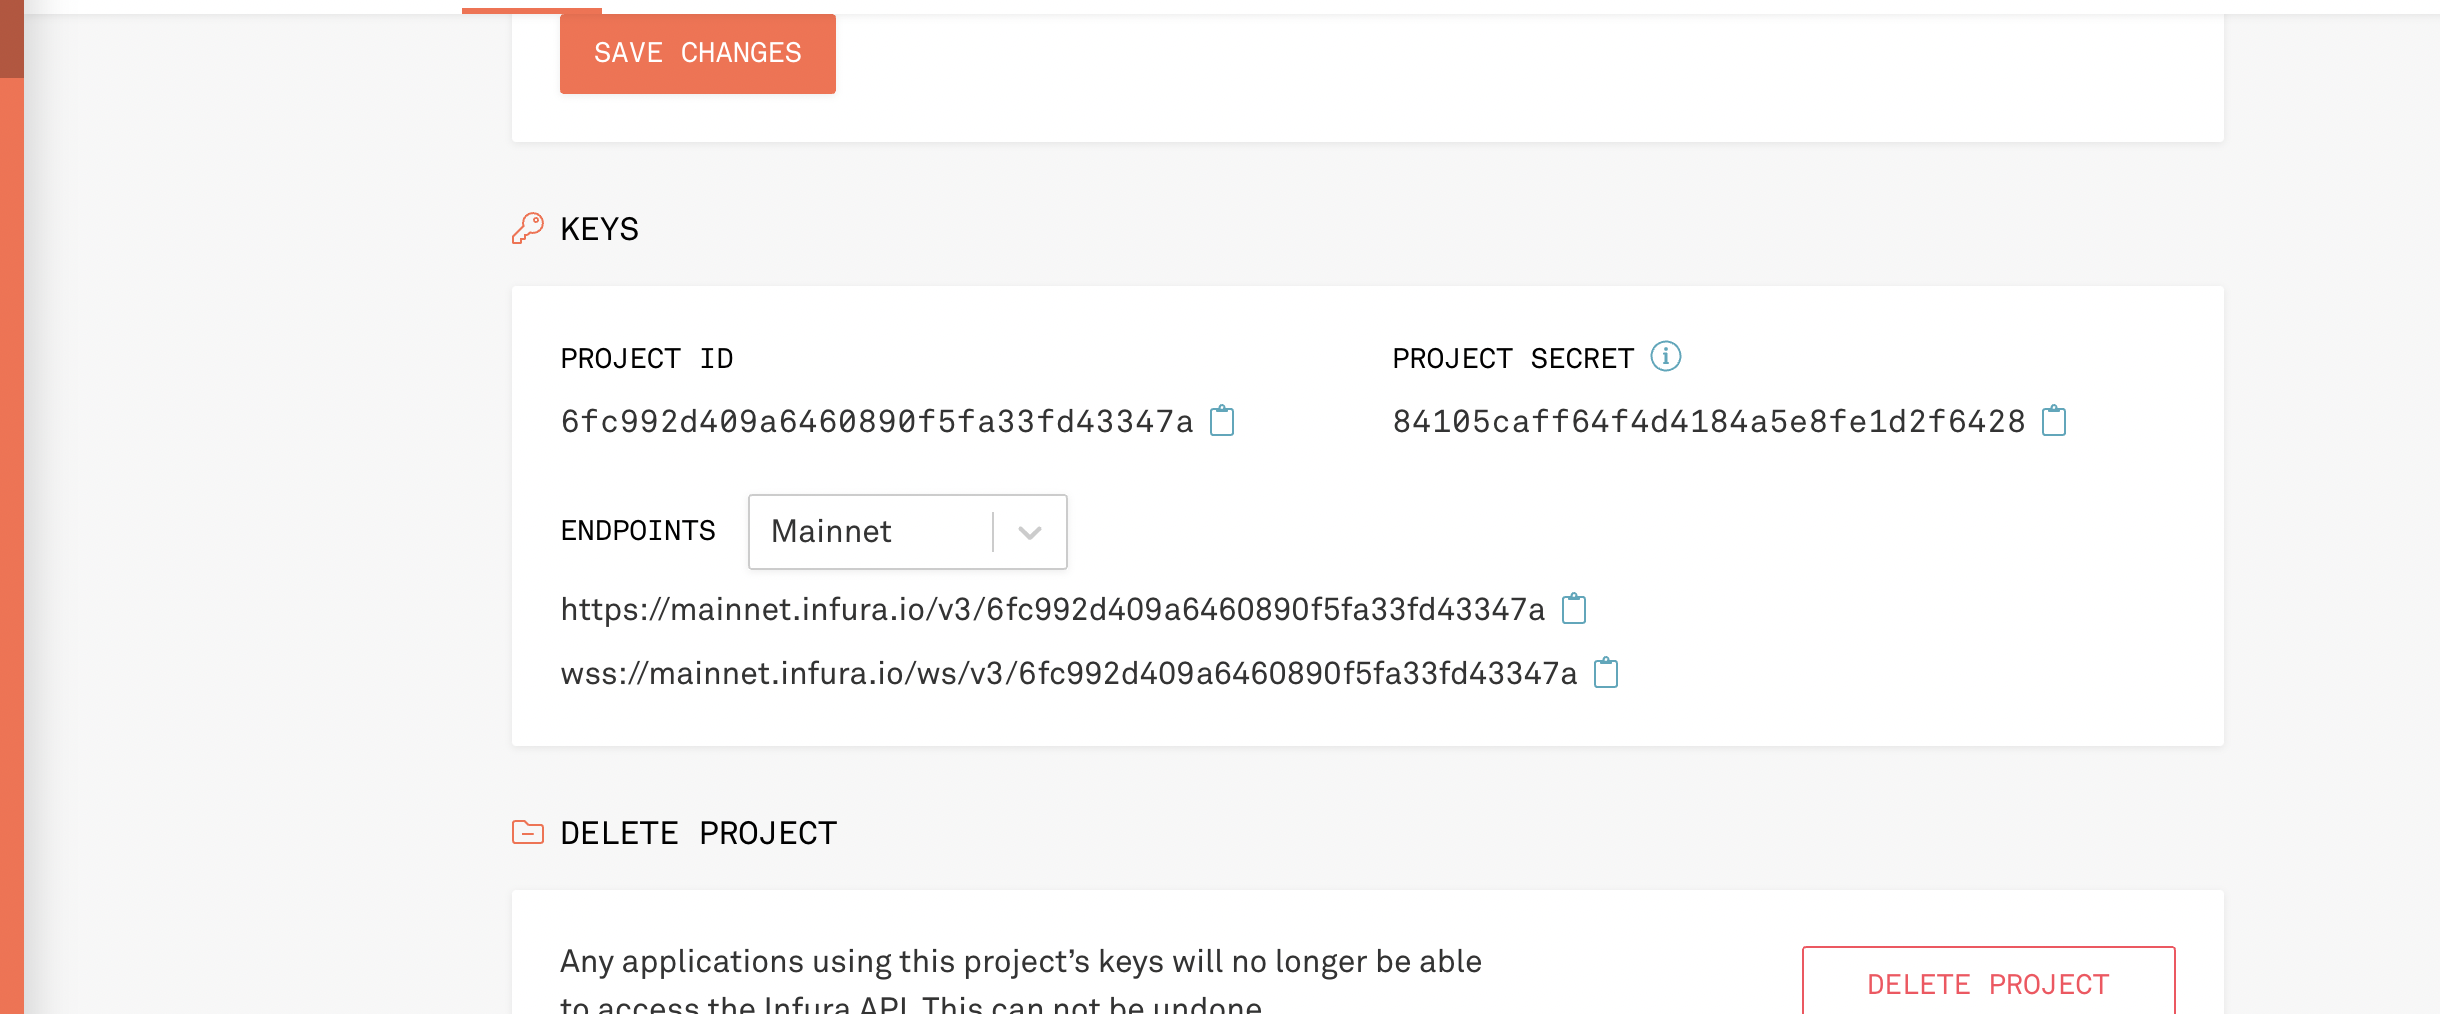 SAVE CHANGES
KEYS
PROJECT ID
PROJECT SECRET
6fc992d409a6460890f5fa33fd43347a
84105caff64f4d4184a5e8fe1d2f6428
ENDPOINTS
Mainnet
https://mainnet.infura.io/v3/6fc992d409a6460890f5fa33fd43347a
wss://mainnet.infura.io/ws/v3/6fc992d409a6460890f5fa33fd43347a
DELETE PROJECT
Any applications using this project’s keys will no longer be able
to access the Infura API. This can not be undone.
DELETE PROJECT